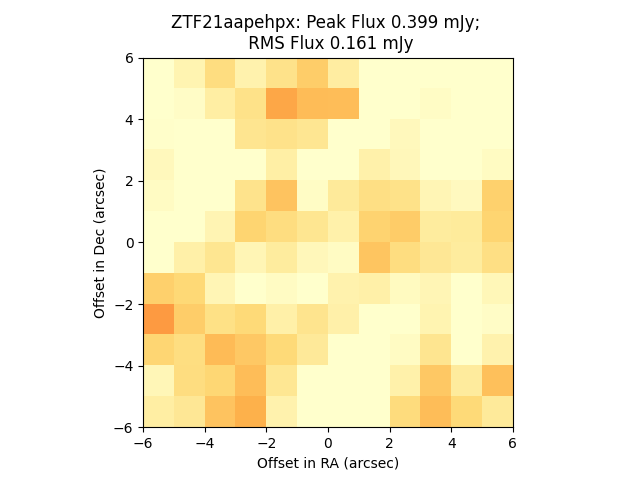 ZTF21aapehpx: Peak Flux 0.399 mJy;
RMS Flux 0.161 mJy
6
4
2
0
−2
−4
−6
Offset in Dec (arcsec)
−6 −4 −2 0 2 4 6
Offset in RA (arcsec)